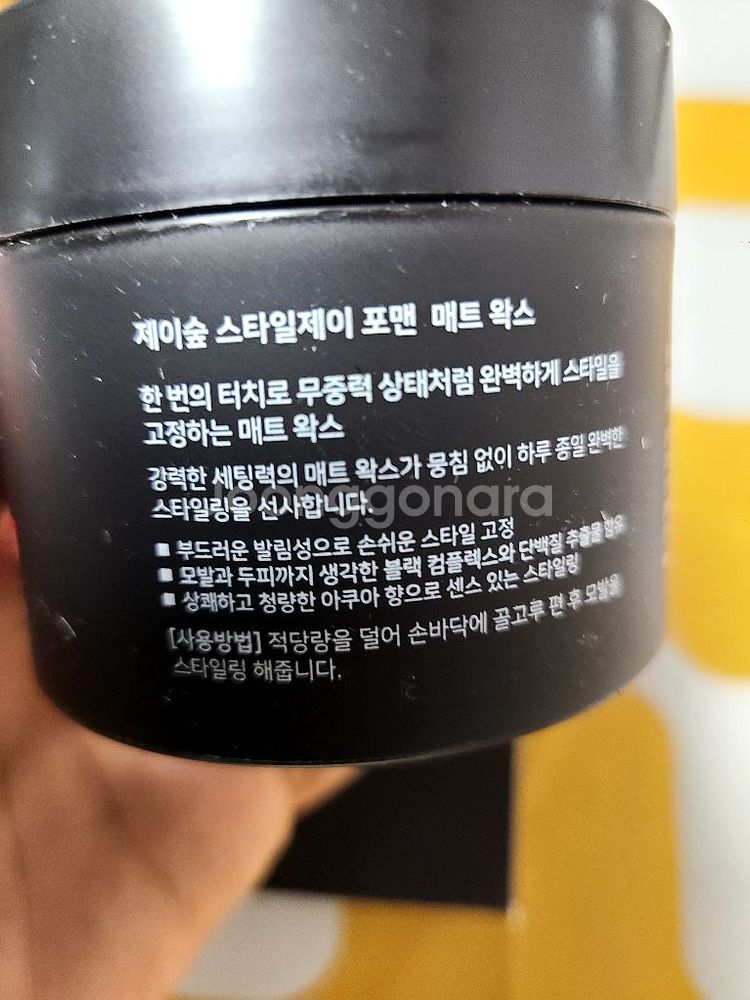 제이숲 스타일제이 포맨 매트 왁스
한 번의 터치로 무중력 상태처럼 완벽하게 스타일을
고정하는 매트 왁스
강력한 세팅력의 매트 왁스가 뭉침 없이 하루 종일 완벽한
스타일링을 선사합니다.
joonggonara
■ 부드러운 발림성으로 손쉬운 스타일 고정
■ 모발과 두피까지 생각한 블랙 컴플렉스와 단백질 추출물 함유
■ 상쾌하고 청량한 아쿠아 향으로 센스 있는 스타일링
[사용방법] 적당량을 덜어 손바닥에 골고루 편 후 모발을
스타일링 해줍니다.